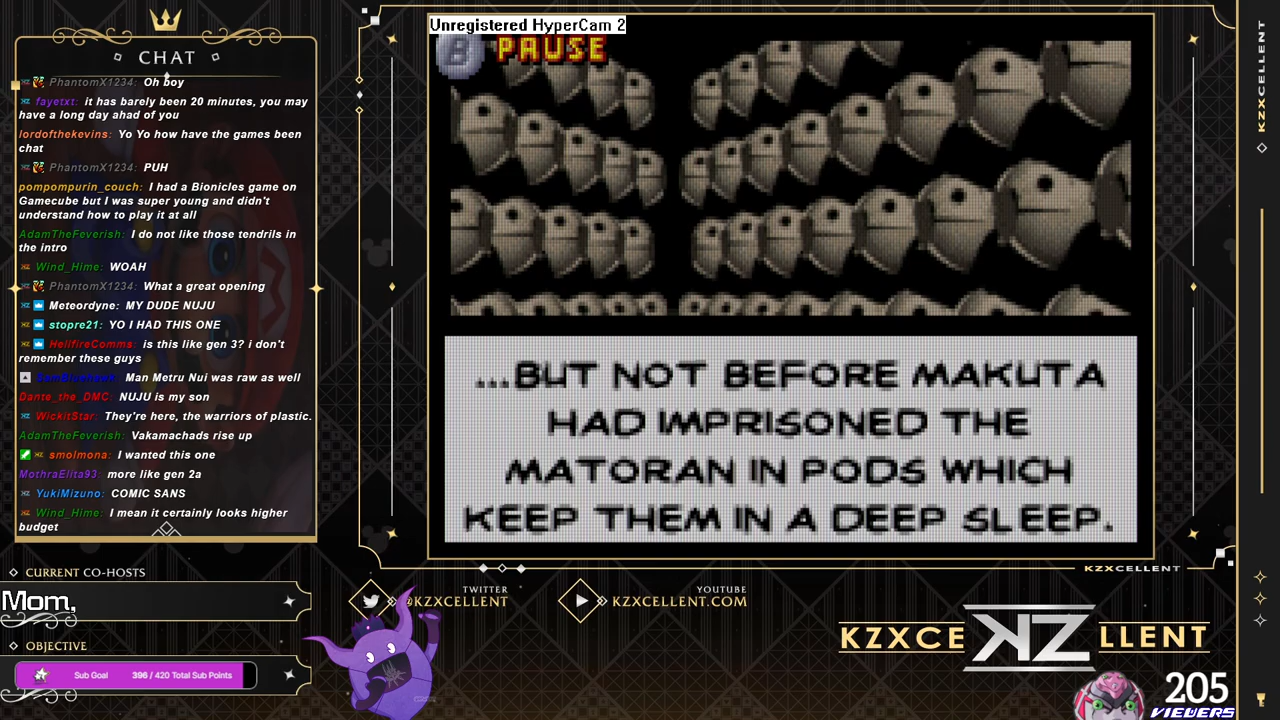 Unregistered HyperCam 2
B PAUSE
CHAT
PhantomX1234: Oh boy
fayetxt: it has barely been 20 minutes, you may
have a long day ahad of you
lordofthekevins: Yo Yo how have the games been
chat
PhantomX1234: PUH
pompompurin_couch: I had a Bionicles game on
Gamecube but I was super young and didn't
understand how to play it at all
AdamTheFeverish: I do not like those tendrils in
the intro
Wind_Hime: WOAH
PhantomX1234: What a great opening
Meteordyne: MY DUDE NUJU
stopre21: YO I HAD THIS ONE
HellfireComms: is this like gen 3? i don't
remember these guys
Man Metru Nui was raw as well
Dante_the_DMC: NUJU is my son
WickitStar: They're here, the warriors of plastic.
AdamTheFeverish: Vakamachads rise up
smolmona: I wanted this one
MothraElita93: more like gen 2a
YukiMizuno: COMIC SANS
Wind_Hime: I mean it certainly looks higher
budget
...BUT NOT BEFORE MAKUTA
HAD IMPRISONED THE
MATORAN IN PODS WHICH
KEEP THEM IN A DEEP SLEEP.
KZXCELLENT
KZXCELLENT
CURRENT CO-HOSTS
Mom,
OBJECTIVE
Sub Goal 396 / 420 Total Sub Points
TWITTER
@KZXCELLENT
YOUTUBE
KZXCELLENT.COM
KZXCE KZ LLENT
205
VIEWERS